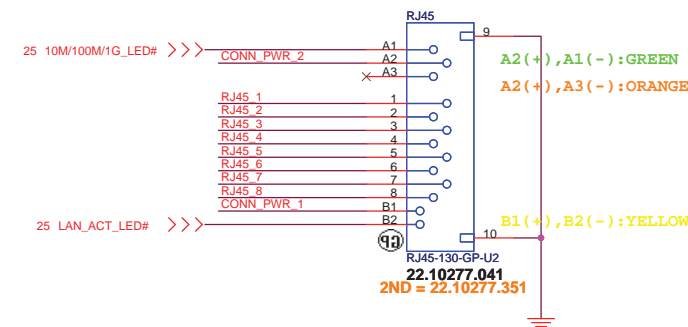 RJ45
9
25 10M/100M/1G_LED# A1
CONN_PWR_2 A2
A2(+),A1(-):GREEN
A3
A2(+),A3(-):ORANGE
RJ45_1 1
RJ45_2 2
RJ45_3 3
RJ45_4 4
RJ45_5 5
RJ45_6 6
RJ45_7 7
RJ45_8 8
CONN_PWR_1 B1
25 LAN_ACT_LED# B2
B1(+),B2(-):YELLOW
10
GP
RJ45-130-GP-U2
22.10277.041
2ND = 22.10277.351